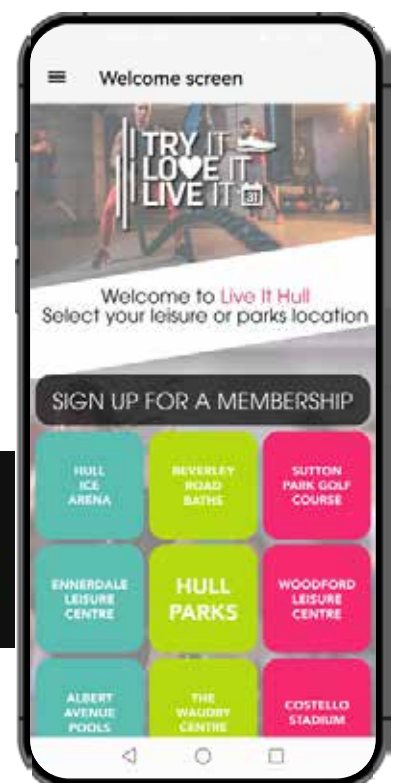 Welcome screen
TRY IT
LOVE IT
LIVE IT
31
Welcome to Live It Hull
Select your leisure or parks location
SIGN UP FOR A MEMBERSHIP
HULL
ICE
ARENA
BEVERLEY
ROAD
BATHS
SUTTON
PARK GOLF
COURSE
ENNERDALE
LEISURE
CENTRE
HULL
PARKS
WOODFORD
LEISURE
CENTRE
ALBERT
AVENUE
POOLS
THE
WAUDBY
CENTRE
COSTELLO
STADIUM